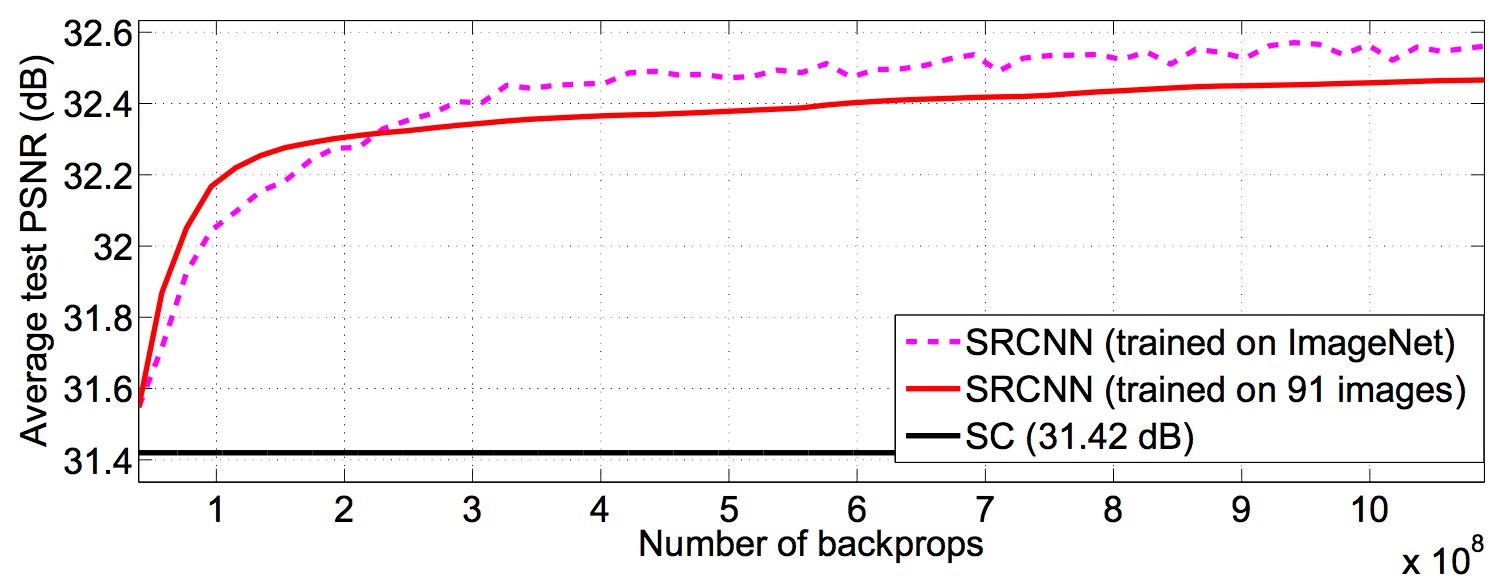 Average test PSNR (dB)
32.6
32.4
32.2
32
31.8
31.6
31.4
SRCNN (trained on ImageNet)
SRCNN (trained on 91 images)
SC (31.42 dB)
1 2 3 4 5 6 7 8 9 10
Number of backprops
x 10⁸